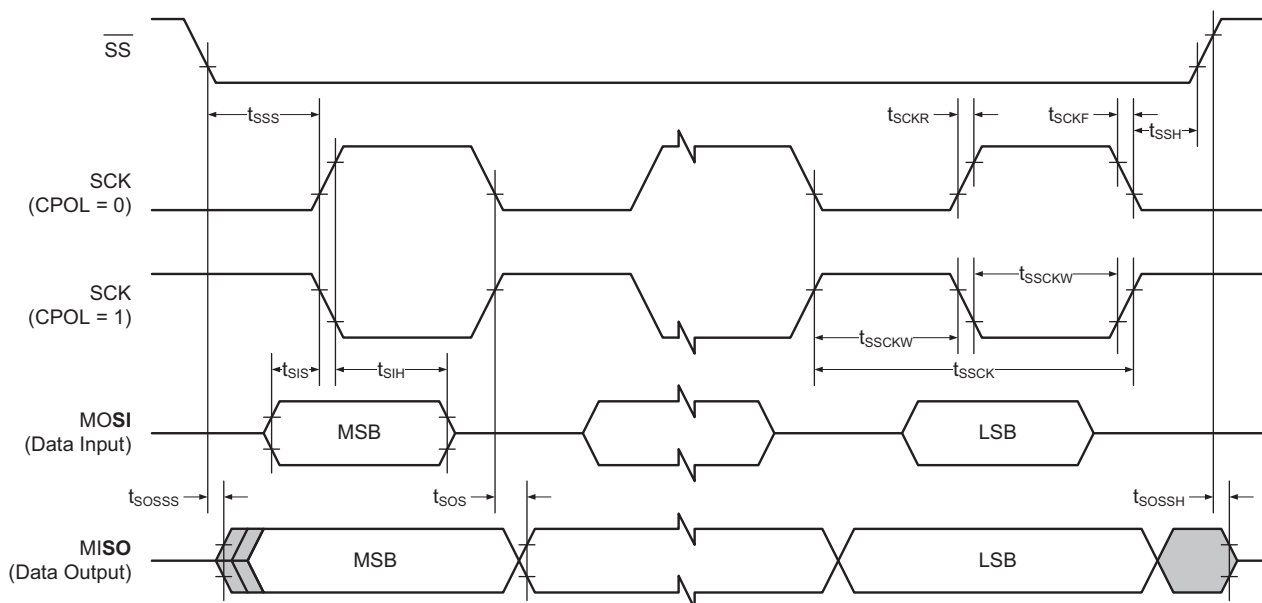 SS
tSSS
tSCKR
tSCKF
tSSH
SCK
(CPOL = 0)
SCK
(CPOL = 1)
tSSCKW
tSSCKW
tSIS
tSIH
tSSCK
MOSI
(Data Input)
MSB
LSB
tSOSSS
tSOS
tSOSSH
MISO
(Data Output)
MSB
LSB